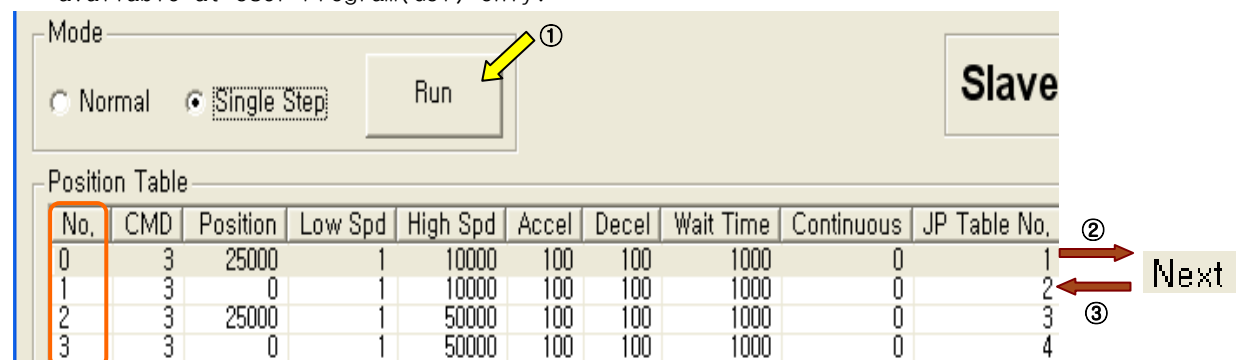 Mode
①
Normal
Single Step
Run
Slave
Position Table
No. CMD Position Low Spd High Spd Accel Decel Wait Time Continuous JP Table No.
②
0 3 25000 1 10000 100 100 1000 0 1
Next
1 3 0 1 10000 100 100 1000 0 2
③
2 3 25000 1 50000 100 100 1000 0 3
3 3 0 1 50000 100 100 1000 0 4